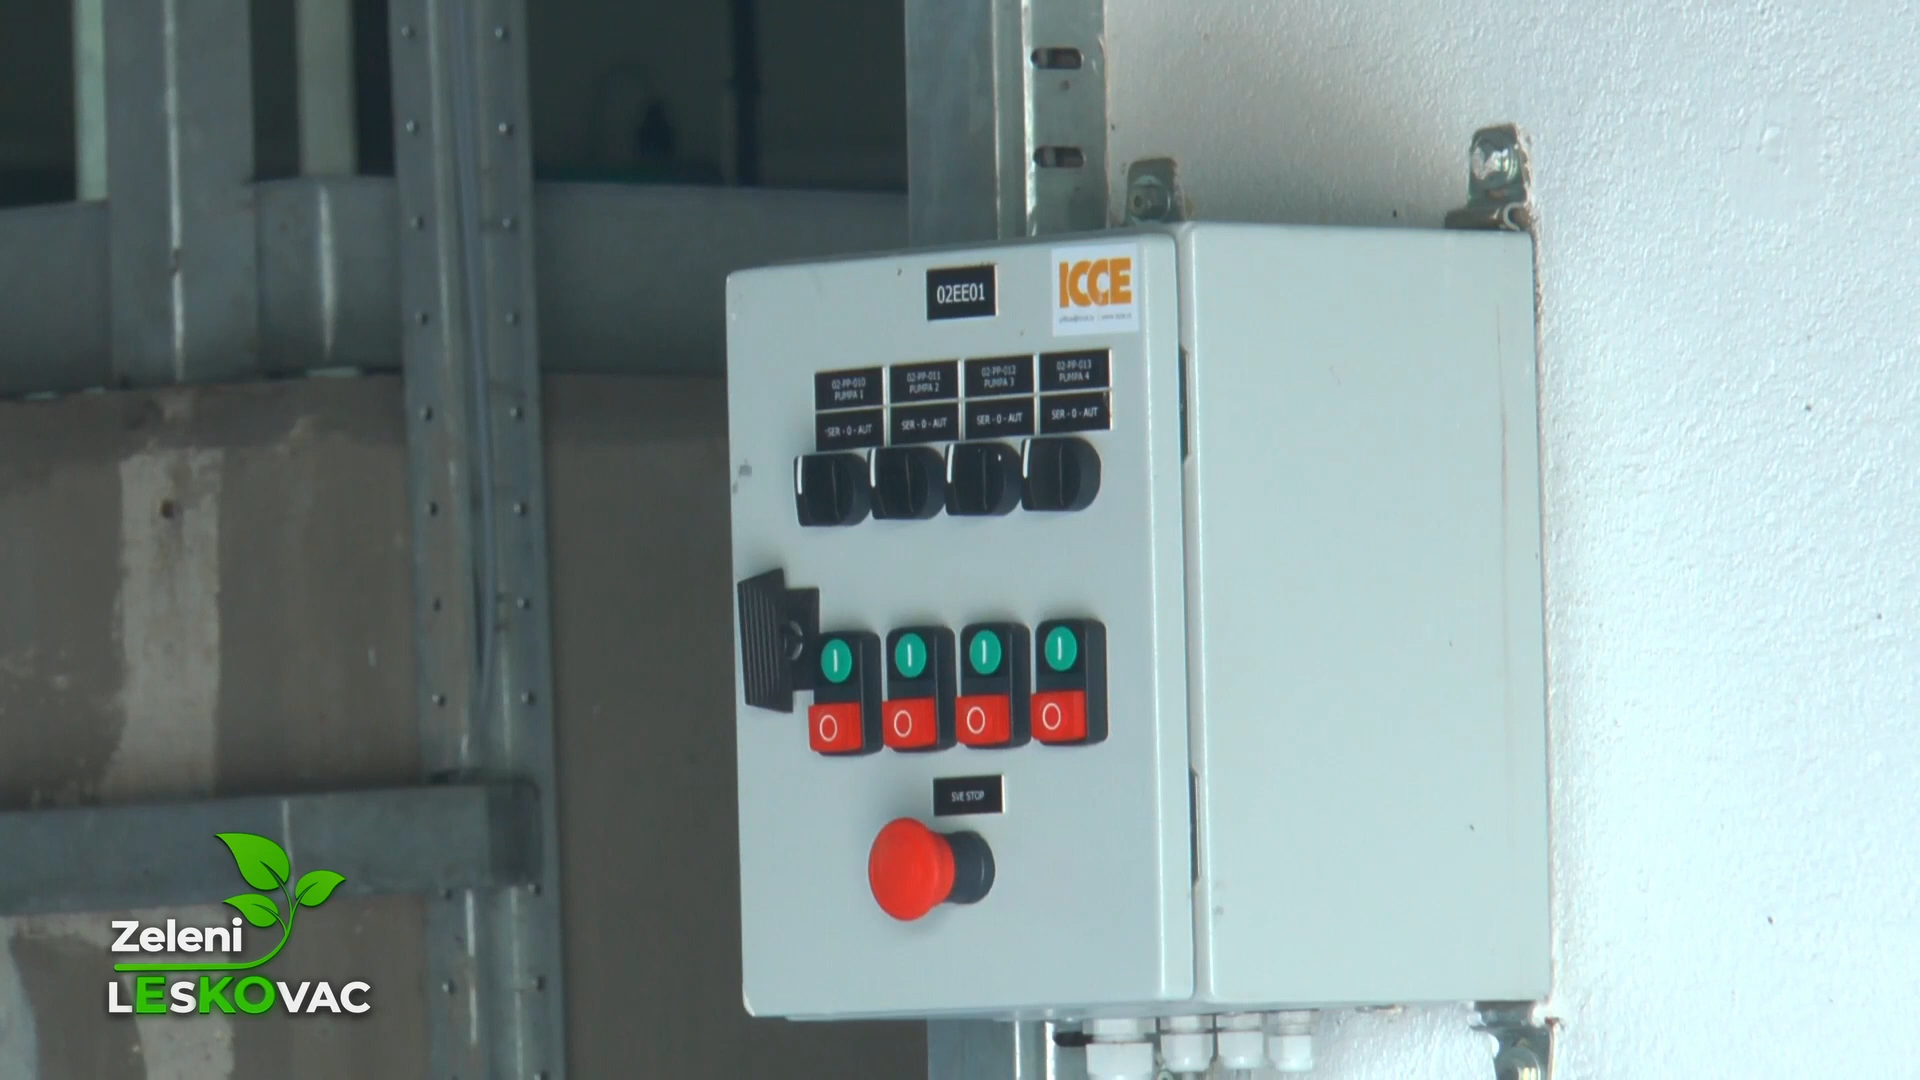 02EE01
ICCE
02-PP-010
PUMPA 1
02-PP-011
PUMPA 2
02-PP-012
PUMPA 3
02-PP-013
PUMPA 4
SER - 0 - AUT
SER - 0 - AUT
SER - 0 - AUT
SER - 0 - AUT
SVE STOP
Zeleni
LESKOVAC